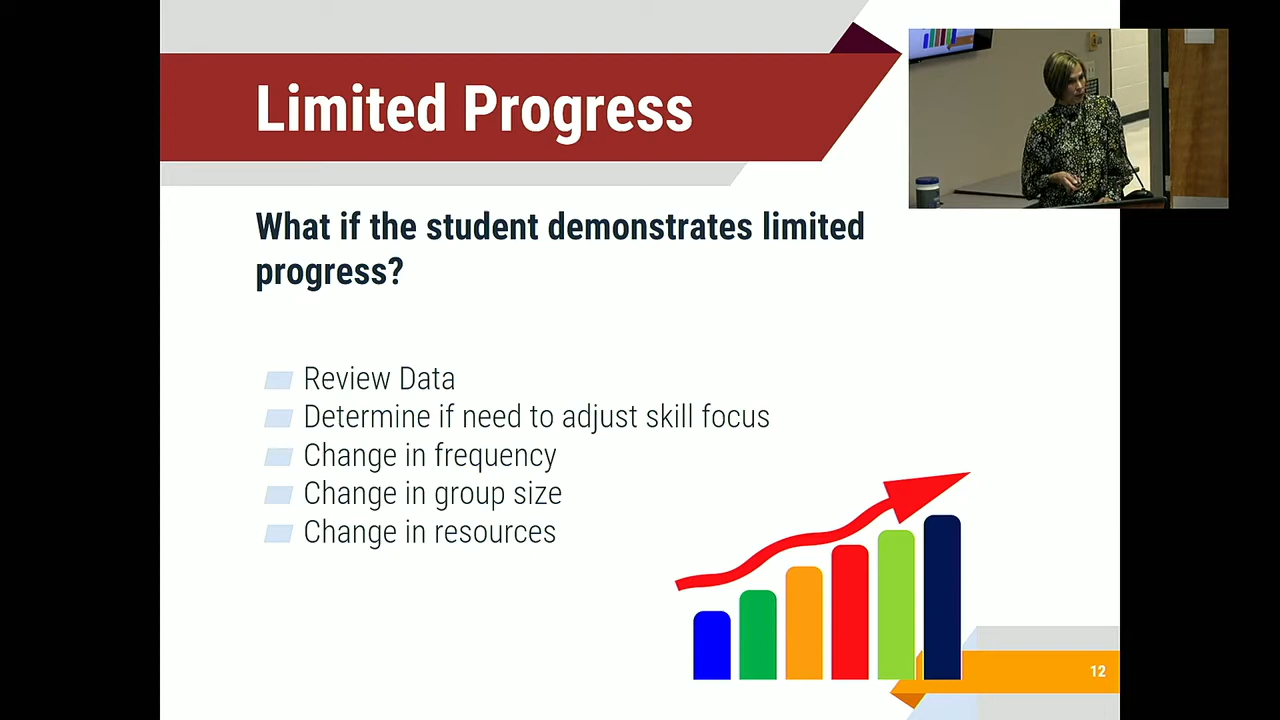 Limited Progress
What if the student demonstrates limited
progress?
Review Data
Determine if need to adjust skill focus
Change in frequency
Change in group size
Change in resources
12